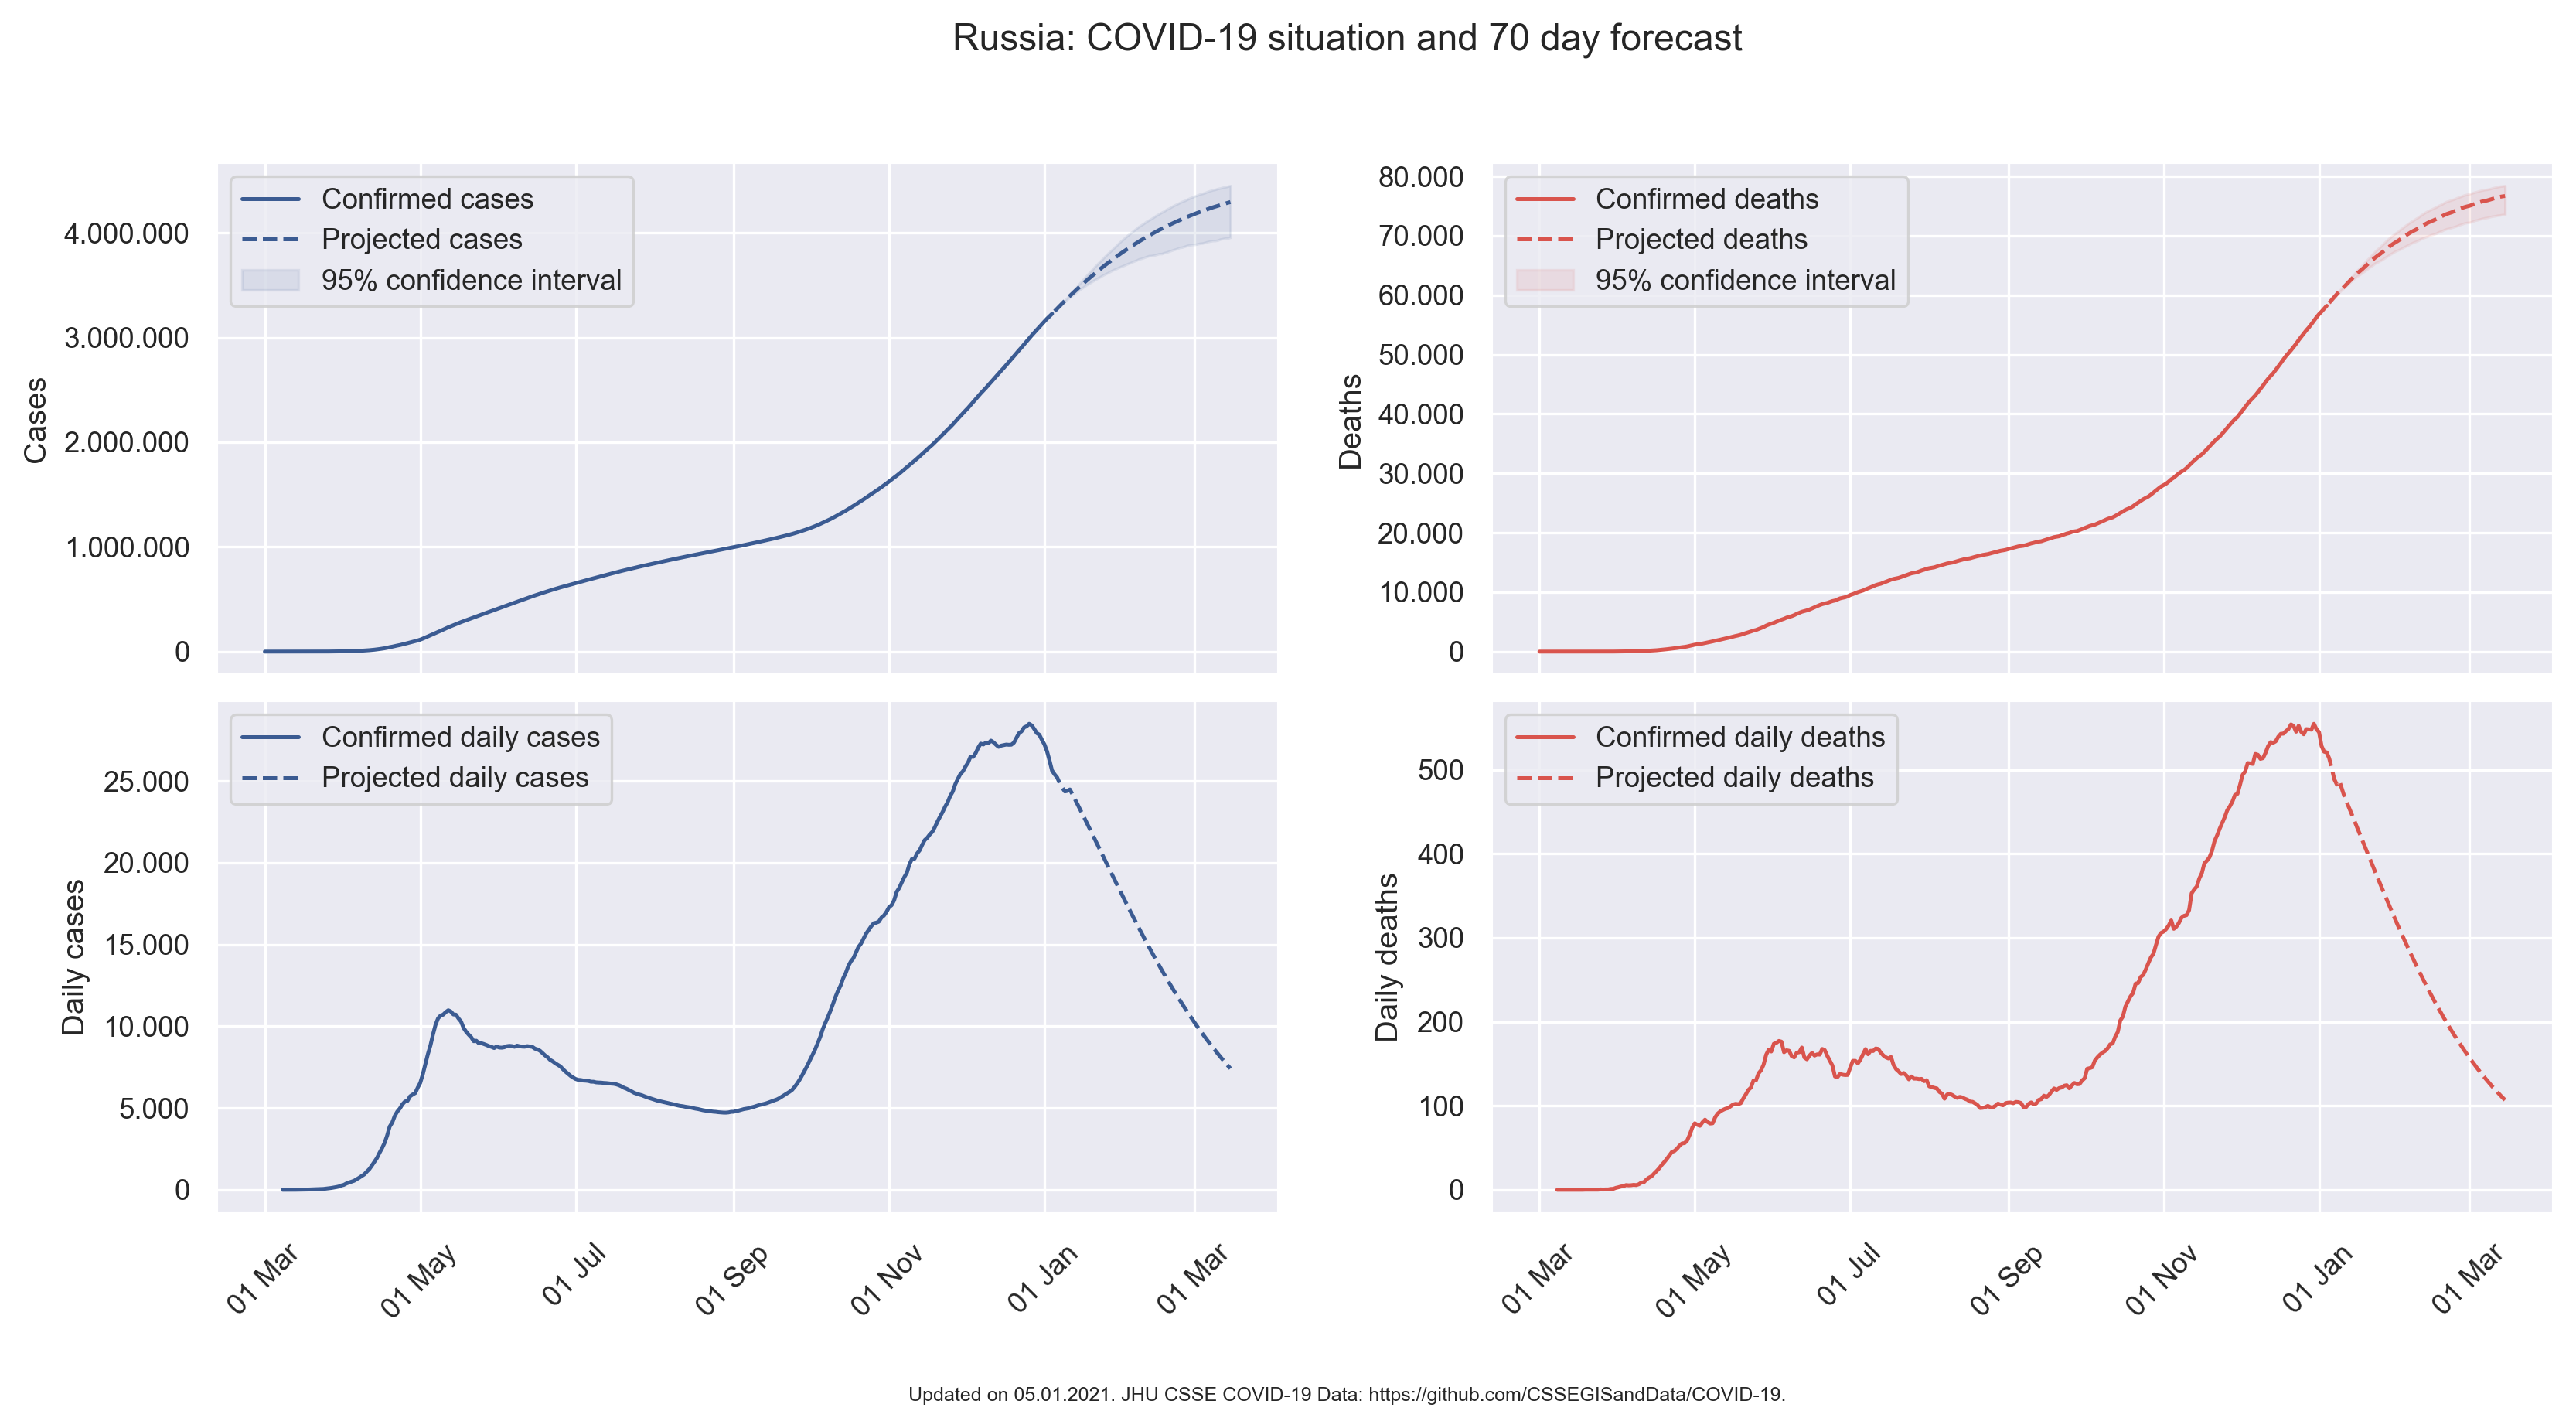 Russia: COVID-19 situation and 70 day forecast
Confirmed cases
Projected cases
95% confidence interval
Cases
4.000.000
3.000.000
2.000.000
1.000.000
0
Confirmed deaths
Projected deaths
95% confidence interval
Deaths
80.000
70.000
60.000
50.000
40.000
30.000
20.000
10.000
0
Confirmed daily cases
Projected daily cases
Daily cases
25.000
20.000
15.000
10.000
5.000
0
01 Mar
01 May
01 Jul
01 Sep
01 Nov
01 Jan
01 Mar
Confirmed daily deaths
Projected daily deaths
Daily deaths
500
400
300
200
100
0
01 Mar
01 May
01 Jul
01 Sep
01 Nov
01 Jan
01 Mar
Updated on 05.01.2021. JHU CSSE COVID-19 Data: https://github.com/CSSEGISandData/COVID-19.